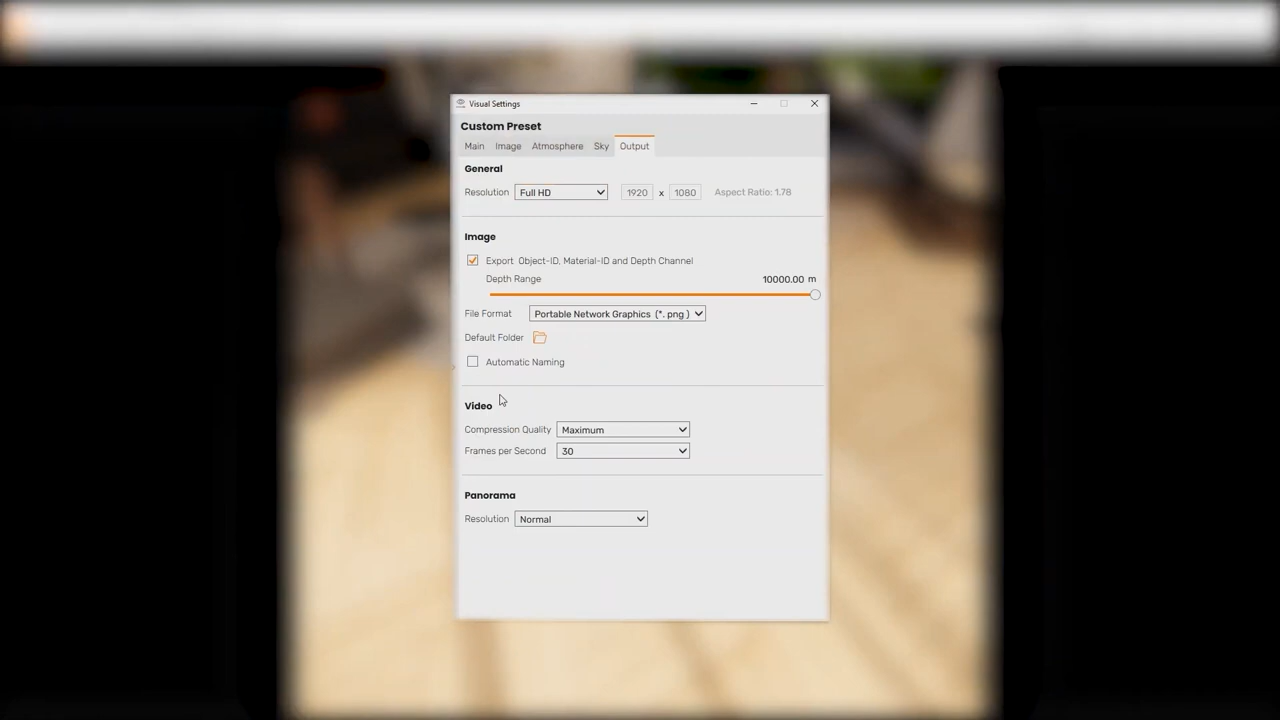 Visual Settings
Custom Preset
Main Image Atmosphere Sky Output
General
Resolution Full HD 1920 x 1080 Aspect Ratio: 1.78
Image
Export Object-ID, Material-ID and Depth Channel
Depth Range 10000.00 m
File Format Portable Network Graphics (*. png )
Default Folder
Automatic Naming
Video
Compression Quality Maximum
Frames per Second 30
Panorama
Resolution Normal